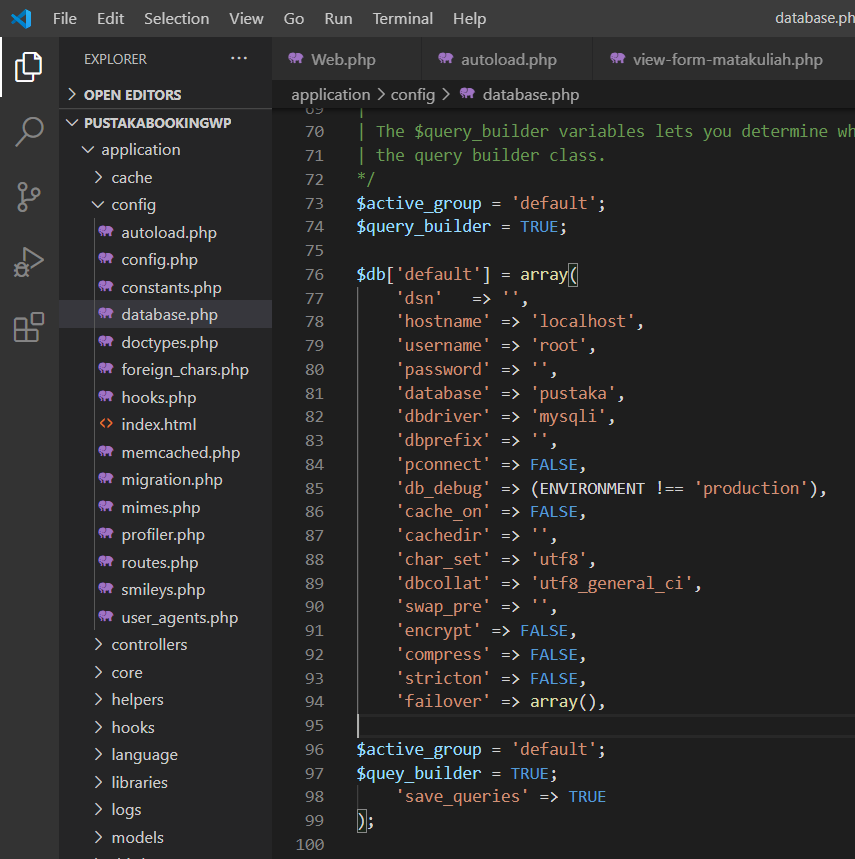 File Edit Selection View Go Run Terminal Help database.ph
EXPLORER ...
OPEN EDITORS
PUSTAKABOOKINGWP
application
cache
config
autoload.php
config.php
constants.php
database.php
doctypes.php
foreign_chars.php
hooks.php
index.html
memcached.php
migration.php
mimes.php
profiler.php
routes.php
smileys.php
user_agents.php
controllers
core
helpers
hooks
language
libraries
logs
models
Web.php autoload.php view-form-matakuliah.php
application > config > database.php
69 |
70 | The $query_builder variables lets you determine wh
71 | the query builder class.
72 */
73 $active_group = 'default';
74 $query_builder = TRUE;
75
76 $db['default'] = array(
77 'dsn' => '',
78 'hostname' => 'localhost',
79 'username' => 'root',
80 'password' => '',
81 'database' => 'pustaka',
82 'dbdriver' => 'mysqli',
83 'dbprefix' => '',
84 'pconnect' => FALSE,
85 'db_debug' => (ENVIRONMENT !== 'production'),
86 'cache_on' => FALSE,
87 'cachedir' => '',
88 'char_set' => 'utf8',
89 'dbcollat' => 'utf8_general_ci',
90 'swap_pre' => '',
91 'encrypt' => FALSE,
92 'compress' => FALSE,
93 'stricton' => FALSE,
94 'failover' => array(),
95
96 $active_group = 'default';
97 $quey_builder = TRUE;
98 'save_queries' => TRUE
99 );
100